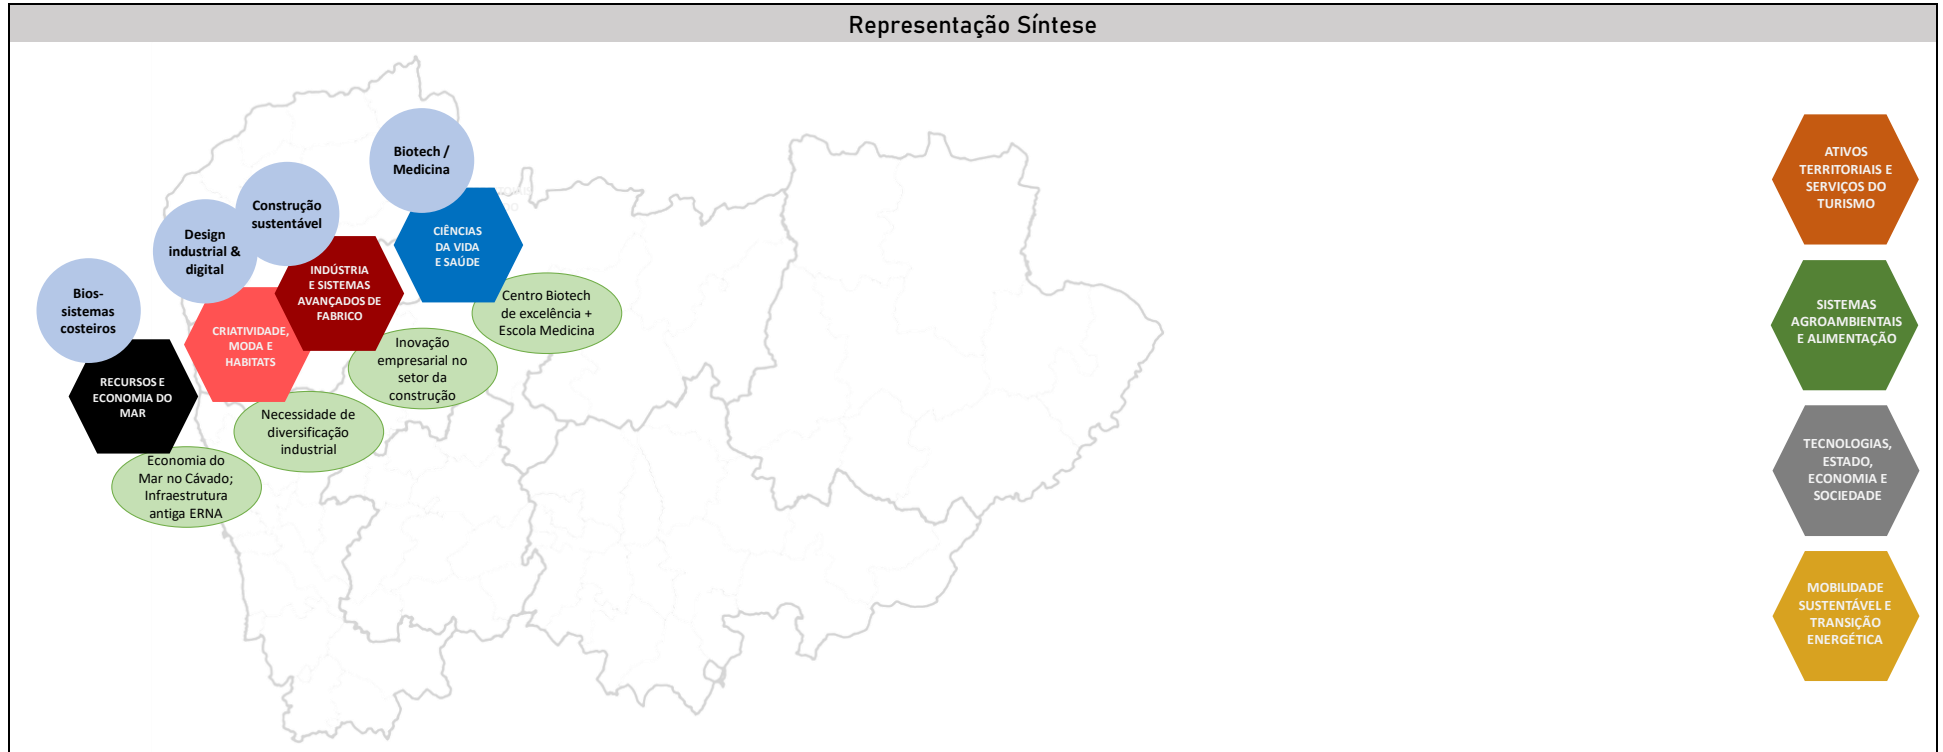 Representação Síntese
Biotech /
Medicina
Construção
sustentável
Design
industrial &
digital
Bios-
sistemas
costeiros
CIÊNCIAS
DA VIDA
E SAÚDE
INDÚSTRIA
E SISTEMAS
AVANÇADOS DE
FABRICO
CRIATIVIDADE,
MODA E
HABITATS
RECURSOS E
ECONOMIA DO
MAR
Centro Biotech
de excelência +
Escola Medicina
Inovação
empresarial no
setor da
construção
Necessidade de
diversificação
industrial
Economia do
Mar no Cávado;
Infraestrutura
antiga ERNA
ATIVOS
TERRITORIAIS E
SERVIÇOS DO
TURISMO
SISTEMAS
AGROAMBIENTAIS
E ALIMENTAÇÃO
TECNOLOGIAS,
ESTADO,
ECONOMIA E
SOCIEDADE
MOBILIDADE
SUSTENTÁVEL E
TRANSIÇÃO
ENERGÉTICA